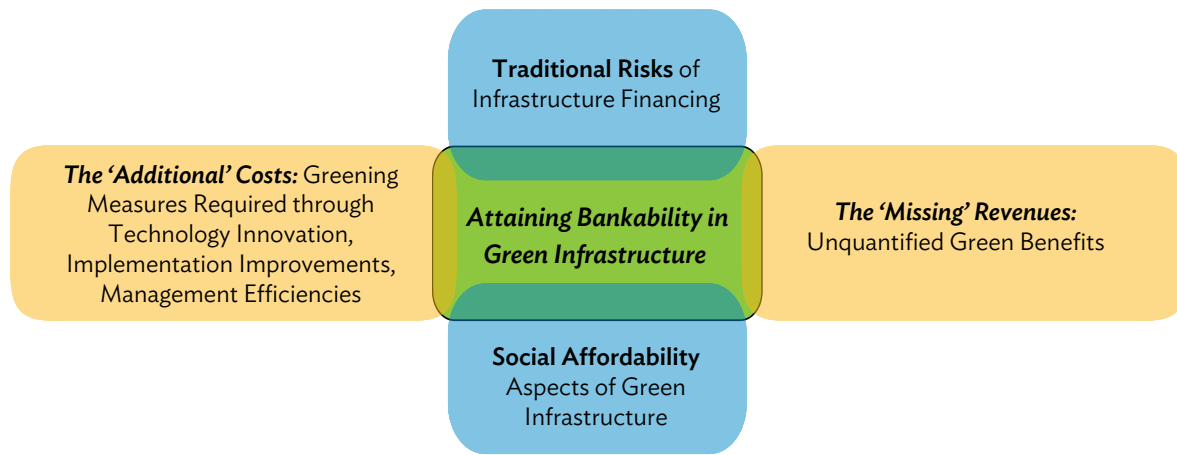 Traditional Risks of
Infrastructure Financing
The ‘Additional’ Costs: Greening
Measures Required through
Technology Innovation,
Implementation Improvements,
Management Efficiencies
Attaining Bankability in
Green Infrastructure
The ‘Missing’ Revenues:
Unquantified Green Benefits
Social Affordability
Aspects of Green
Infrastructure